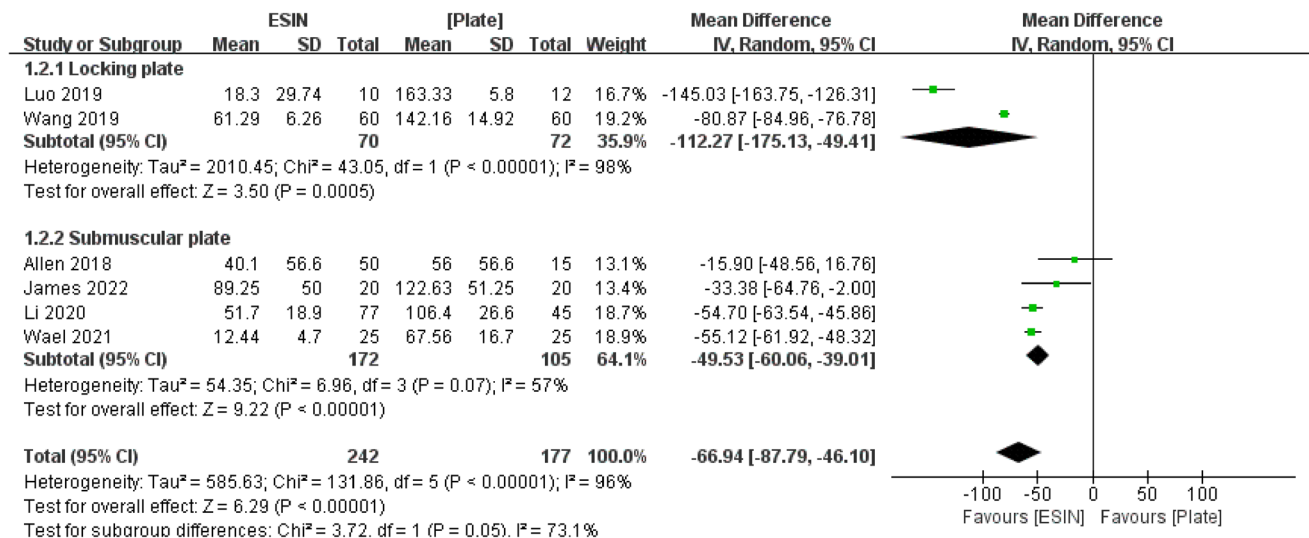 ESIN [Plate] Mean Difference Mean Difference
Study or Subgroup Mean SD Total Mean SD Total Weight IV, Random, 95% CI IV, Random, 95% CI
1.2.1 Locking plate
Luo 2019 18.3 29.74 10 163.33 5.8 12 16.7% -145.03 [-163.75, -126.31]
Wang 2019 61.29 6.26 60 142.16 14.92 60 19.2% -80.87 [-84.96, -76.78]
Subtotal (95% CI) 70 72 35.9% -112.27 [-175.13, -49.41]
Heterogeneity: Tau² = 2010.45; Chi² = 43.05, df = 1 (P < 0.00001); I² = 98%
Test for overall effect: Z = 3.50 (P = 0.0005)
1.2.2 Submuscular plate
Allen 2018 40.1 56.6 50 56 56.6 15 13.1% -15.90 [-48.56, 16.76]
James 2022 89.25 50 20 122.63 51.25 20 13.4% -33.38 [-64.76, -2.00]
Li 2020 51.7 18.9 77 106.4 26.6 45 18.7% -54.70 [-63.54, -45.86]
Wael 2021 12.44 4.7 25 67.56 16.7 25 18.9% -55.12 [-61.92, -48.32]
Subtotal (95% CI) 172 105 64.1% -49.53 [-60.06, -39.01]
Heterogeneity: Tau² = 54.35; Chi² = 6.96, df = 3 (P = 0.07); I² = 57%
Test for overall effect: Z = 9.22 (P < 0.00001)
Total (95% CI) 242 177 100.0% -66.94 [-87.79, -46.10]
Heterogeneity: Tau² = 585.63; Chi² = 131.86, df = 5 (P < 0.00001); I² = 96%
Test for overall effect: Z = 6.29 (P < 0.00001)
Test for subgroup differences: Chi² = 3.72, df = 1 (P = 0.05), I² = 73.1%
-100 -50 0 50 100
Favours [ESIN] Favours [Plate]